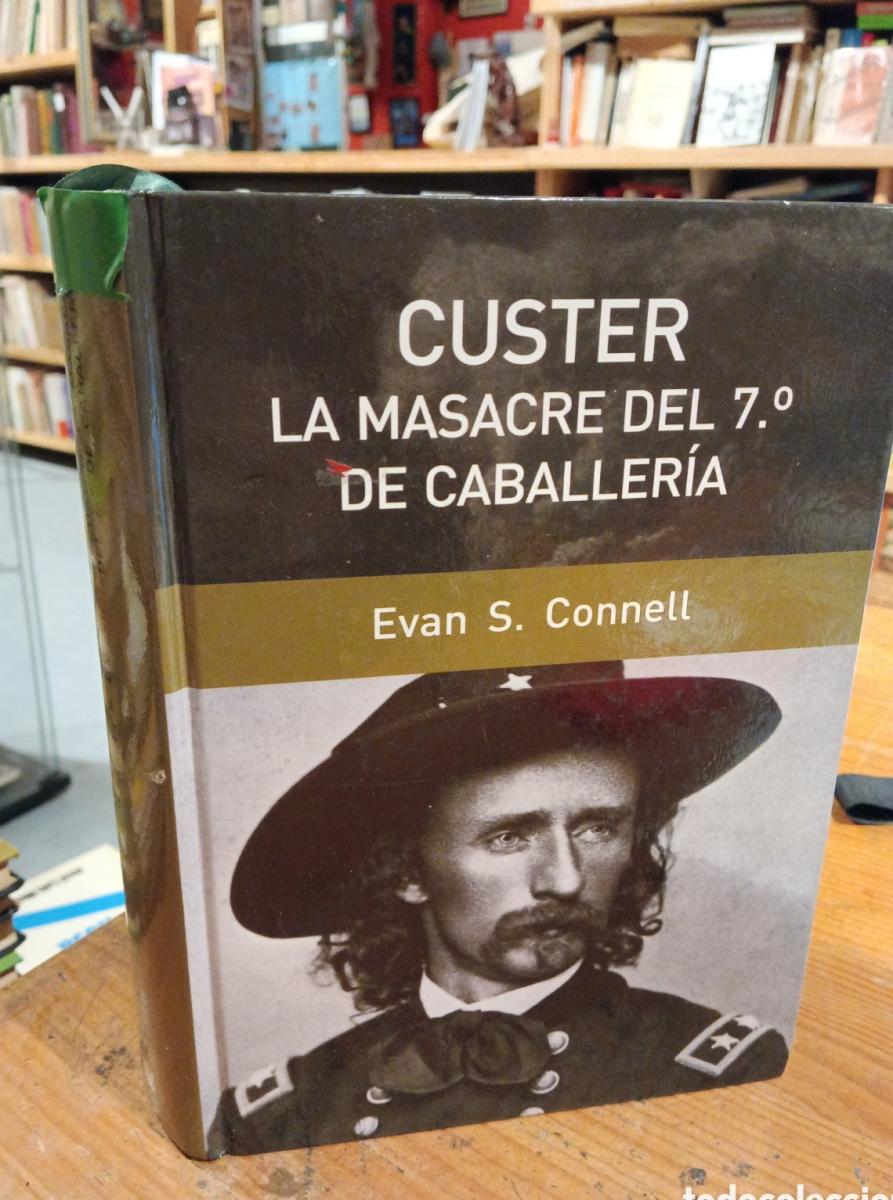 CUSTER
LA MASACRE DEL 7.º
DE CABALLERÍA
Evan S. Connell